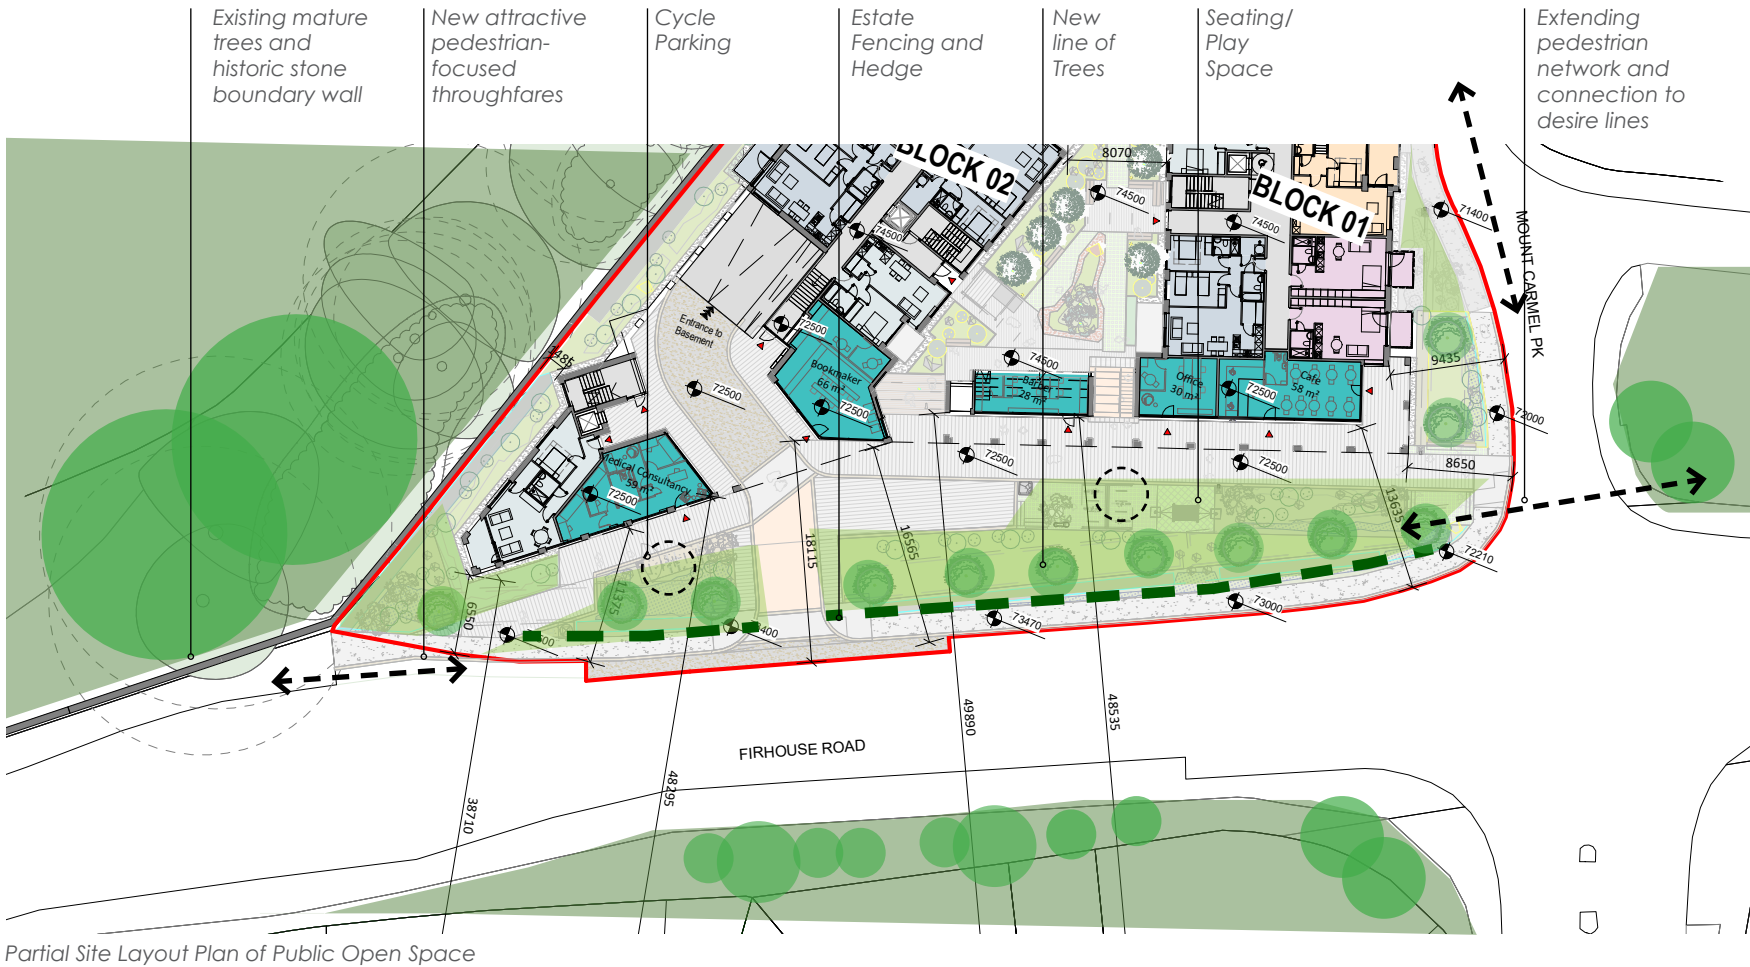 Existing mature
trees and
historic stone
boundary wall
New attractive
pedestrian-
focused
throughfares
Cycle
Parking
Estate
Fencing and
Hedge
New
line of
Trees
Seating/
Play
Space
Extending
pedestrian
network and
connection to
desire lines
BLOCK 02
8070
BLOCK 01
74500
74500
74500
71400
MOUNT CARMEL PK
Entrance to
Basement
72500
74500
9435
Bookmaker
66 m²
72500
72500
Barber
28 m²
Office
30 m²
72500
Cafe
58 m²
72000
Medical Consultancy
59 m²
72500
72500
72500
8650
13635
16565
18115
11375
6550
72210
73000
73470
49890
48535
48295
38710
FIRHOUSE ROAD
Partial Site Layout Plan of Public Open Space